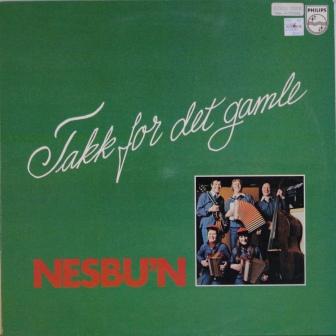 PHILIPS
Takk for det gamle
NESBU'N